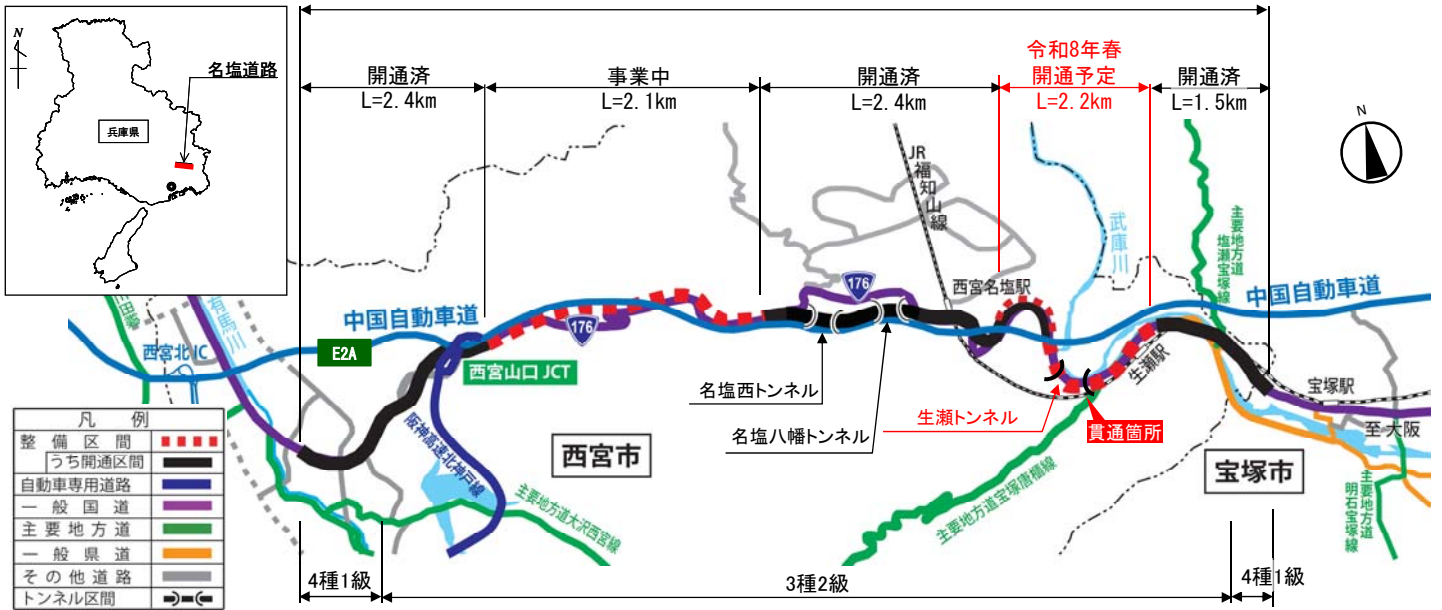 N
名塩道路
兵庫県
開通済
L=2.4km
事業中
L=2.1km
開通済
L=2.4km
令和8年春
開通予定
L=2.2km
開通済
L=1.5km
N
JR福知山線
武庫川
主要地方道
塩瀬宝塚線
有馬川
中国自動車道
176
176
西宮名塩駅
中国自動車道
西宮北IC
E2A
西宮山口JCT
生瀬駅
宝塚駅
名塩西トンネル
名塩八幡トンネル
生瀬トンネル
貫通箇所
至 大阪
阪神高速北神戸線
西宮市
宝塚市
主要地方道大沢西宮線
主要地方道宝塚唐櫃線
主要地方道
明石宝塚線
凡 例
整備区間
うち開通区間
自動車専用道路
一般国道
主要地方道
一般県道
その他道路
トンネル区間
4種1級
3種2級
4種1級